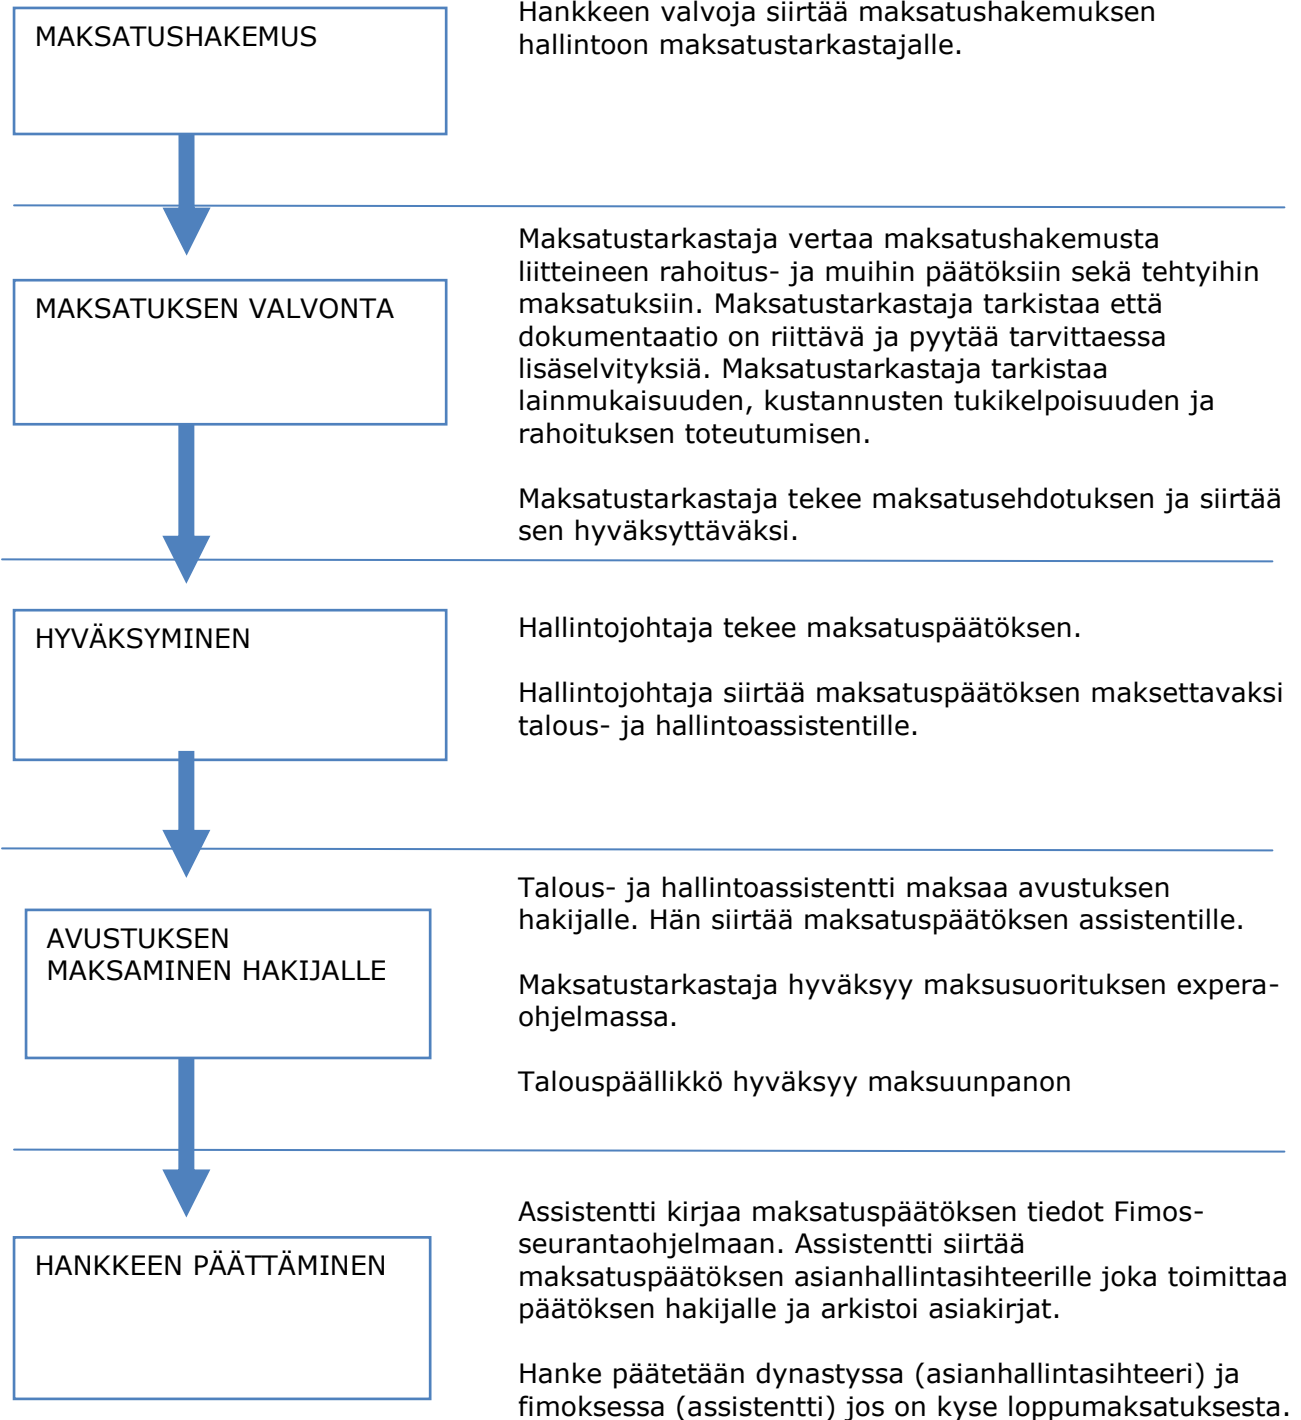 MAKSATUSHAKEMUS
Hankkeen valvoja siirtää maksatushakemuksen
hallintoon maksatustarkastajalle.
MAKSATUKSEN VALVONTA
Maksatustarkastaja vertaa maksatushakemusta
liitteineen rahoitus- ja muihin päätöksiin sekä tehtyihin
maksatuksiin. Maksatustarkastaja tarkistaa että
dokumentaatio on riittävä ja pyytää tarvittaessa
lisäselvityksiä. Maksatustarkastaja tarkistaa
lainmukaisuuden, kustannusten tukikelpoisuuden ja
rahoituksen toteutumisen.
Maksatustarkastaja tekee maksatusehdotuksen ja siirtää
sen hyväksyttäväksi.
HYVÄKSYMINEN
Hallintojohtaja tekee maksatuspäätöksen.
Hallintojohtaja siirtää maksatuspäätöksen maksettavaksi
talous- ja hallintoassistentille.
AVUSTUKSEN
MAKSAMINEN HAKIJALLE
Talous- ja hallintoassistentti maksaa avustuksen
hakijalle. Hän siirtää maksatuspäätöksen assistentille.
Maksatustarkastaja hyväksyy maksusuorituksen expera-
ohjelmassa.
Talouspäällikkö hyväksyy maksuunpanon
HANKKEEN PÄÄTTÄMINEN
Assistentti kirjaa maksatuspäätöksen tiedot Fimos-
seurantaohjelmaan. Assistentti siirtää
maksatuspäätöksen asianhallintasihteerille joka toimittaa
päätöksen hakijalle ja arkistoi asiakirjat.
Hanke päätetään dynastyssa (asianhallintasihteeri) ja
fimoksessa (assistentti) jos on kyse loppumaksatuksesta.